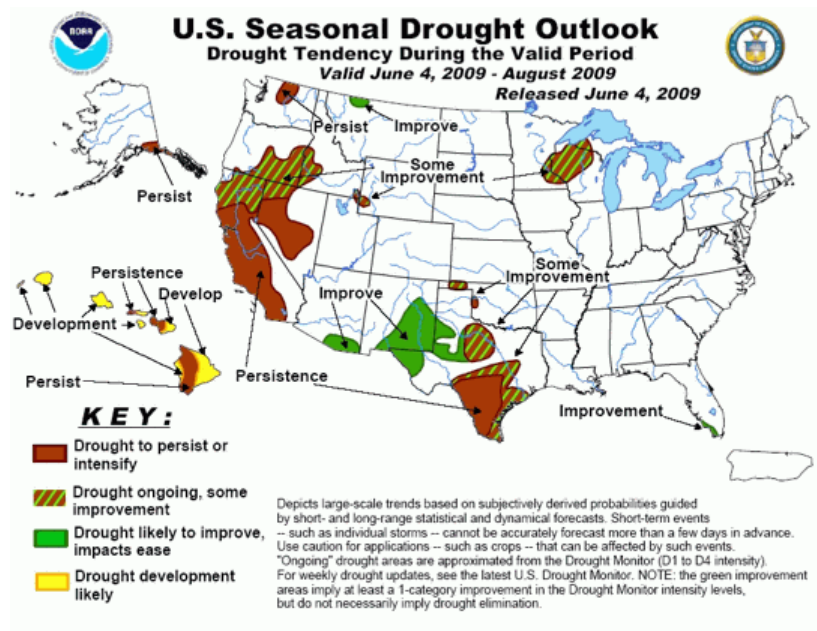 NOAA
U.S. Seasonal Drought Outlook
Drought Tendency During the Valid Period
Valid June 4, 2009 - August 2009
Released June 4, 2009
Persist
Improve
Some
Improvement
Persist
Persistence
Develop
Development
Persist
Improve
Some
Improvement
Persistence
Improvement
KEY:
Drought to persist or
intensify
Drought ongoing, some
improvement
Drought likely to improve,
impacts ease
Drought development
likely
Depicts large-scale trends based on subjectively derived probabilities guided
by short- and long-range statistical and dynamical forecasts. Short-term events
-- such as individual storms -- cannot be accurately forecast more than a few days in advance.
Use caution for applications -- such as crops -- that can be affected by such events.
"Ongoing" drought areas are approximated from the Drought Monitor (D1 to D4 intensity).
For weekly drought updates, see the latest U.S. Drought Monitor. NOTE: the green improvement
areas imply at least a 1-category improvement in the Drought Monitor intensity levels,
but do not necessarily imply drought elimination.